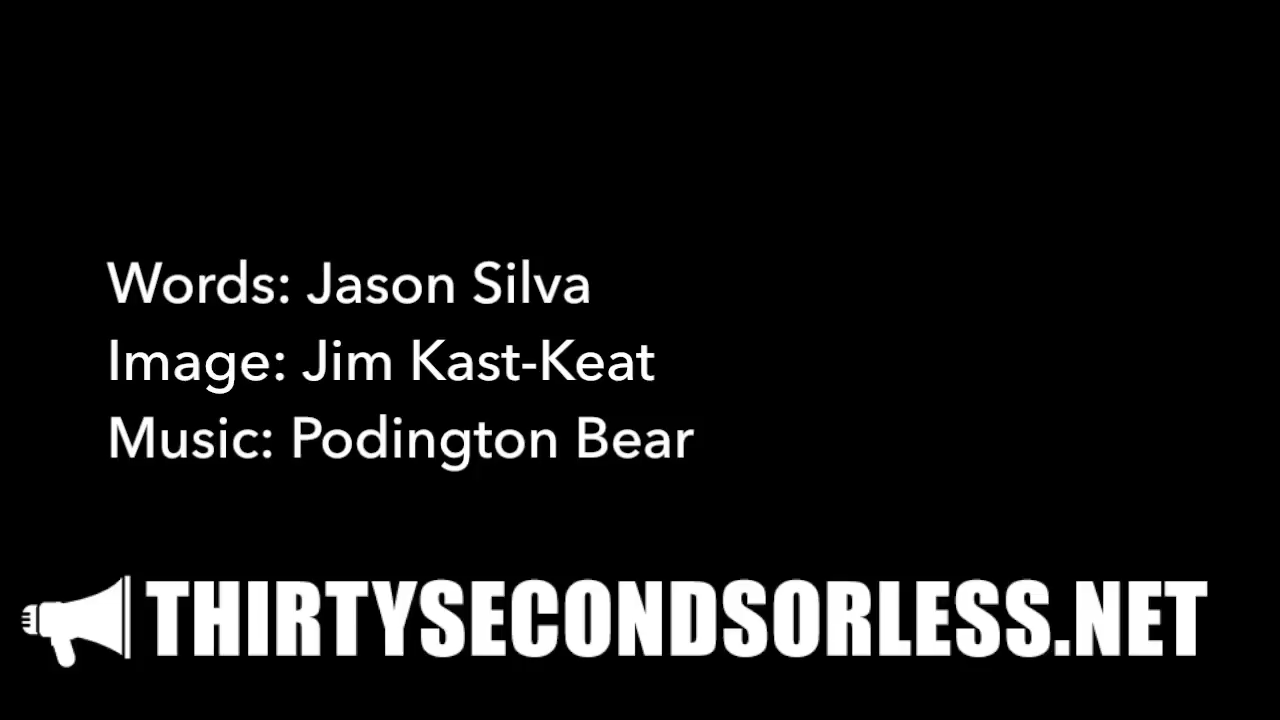 Words: Jason Silva
Image: Jim Kast-Keat
Music: Podington Bear
THIRTYSECONDSORLESS.NET